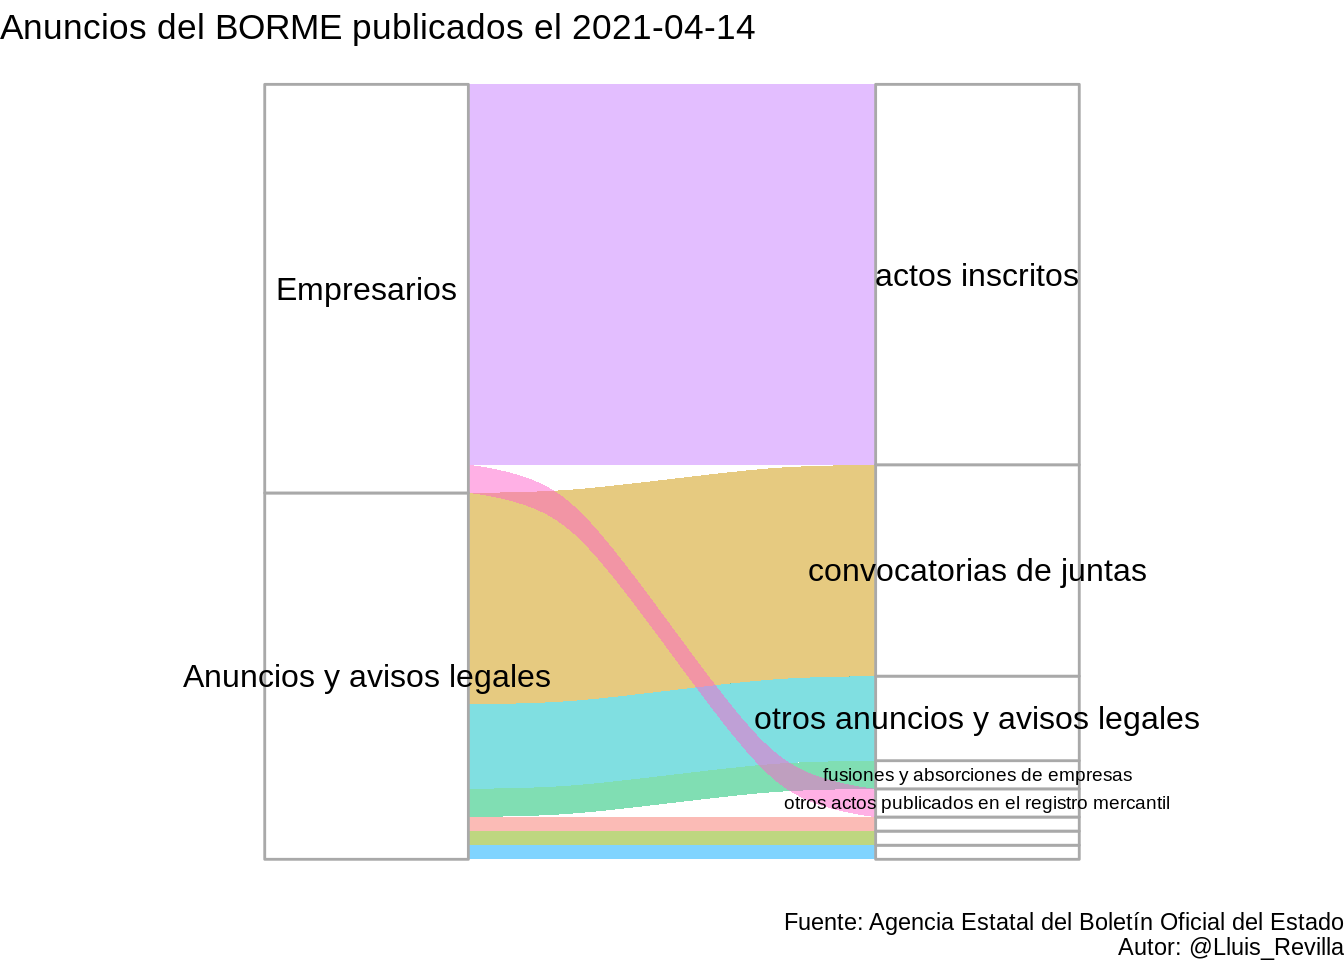 Anuncios del BORME publicados el 2021-04-14
Empresarios
actos inscritos
convocatorias de juntas
Anuncios y avisos legales
otros anuncios y avisos legales
fusiones y absorciones de empresas
otros actos publicados en el registro mercantil
Fuente: Agencia Estatal del Boletín Oficial del Estado
Autor: @Lluis_Revilla